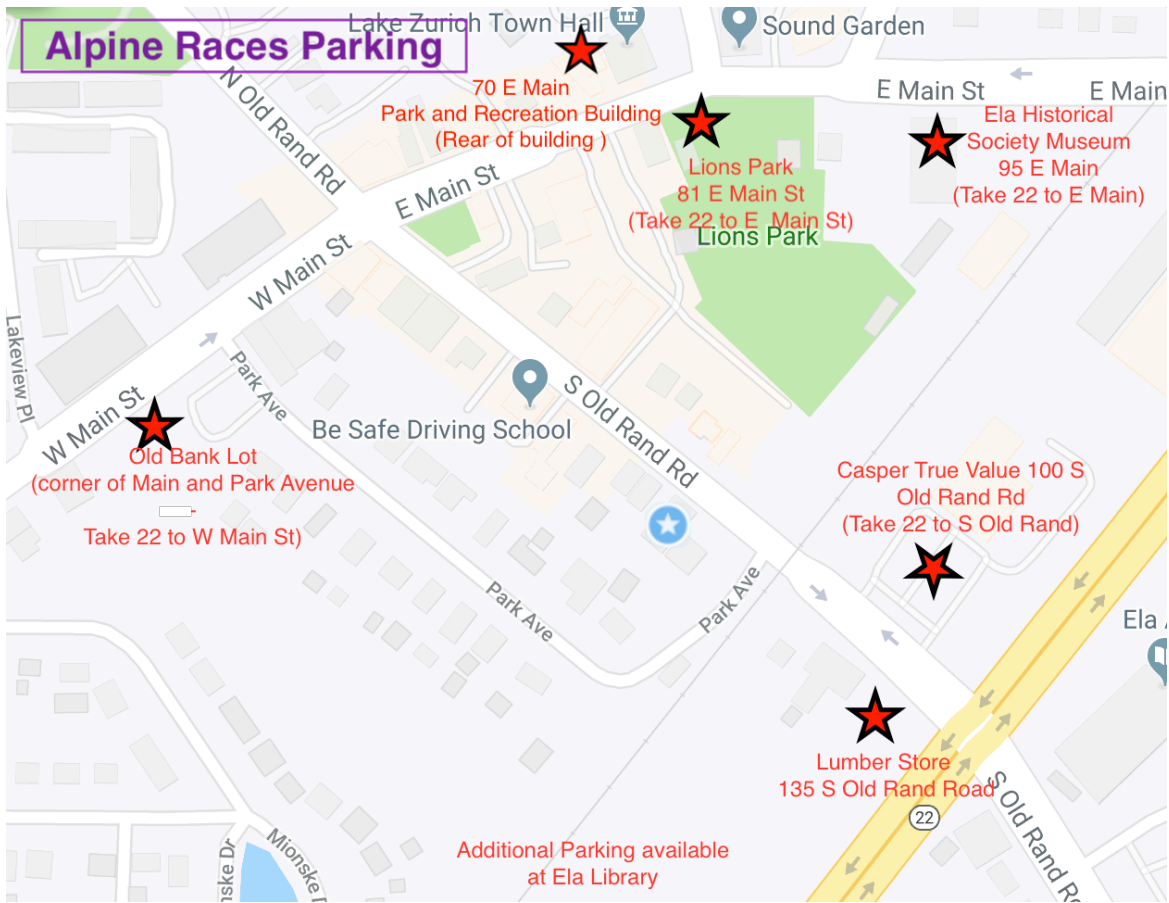 Lake Zurich Town Hall
Sound Garden
Alpine Races Parking
N Old Rand Rd
70 E Main
Park and Recreation Building
(Rear of building )
E Main St
E Main
Ela Historical
Society Museum
95 E Main
(Take 22 to E Main)
Lions Park
81 E Main St
(Take 22 to E Main St)
Lions Park
E Main St
W Main St
Lakeview Pl
Park Ave
W Main St
S Old Rand Rd
Be Safe Driving School
Old Bank Lot
(corner of Main and Park Avenue
-
Take 22 to W Main St)
Casper True Value 100 S
Old Rand Rd
(Take 22 to S Old Rand)
Park Ave
Park Ave
Ela
Lumber Store
135 S Old Rand Road
22
S Old Rand Rd
Additional Parking available
at Ela Library
Mionske D
nske Dr